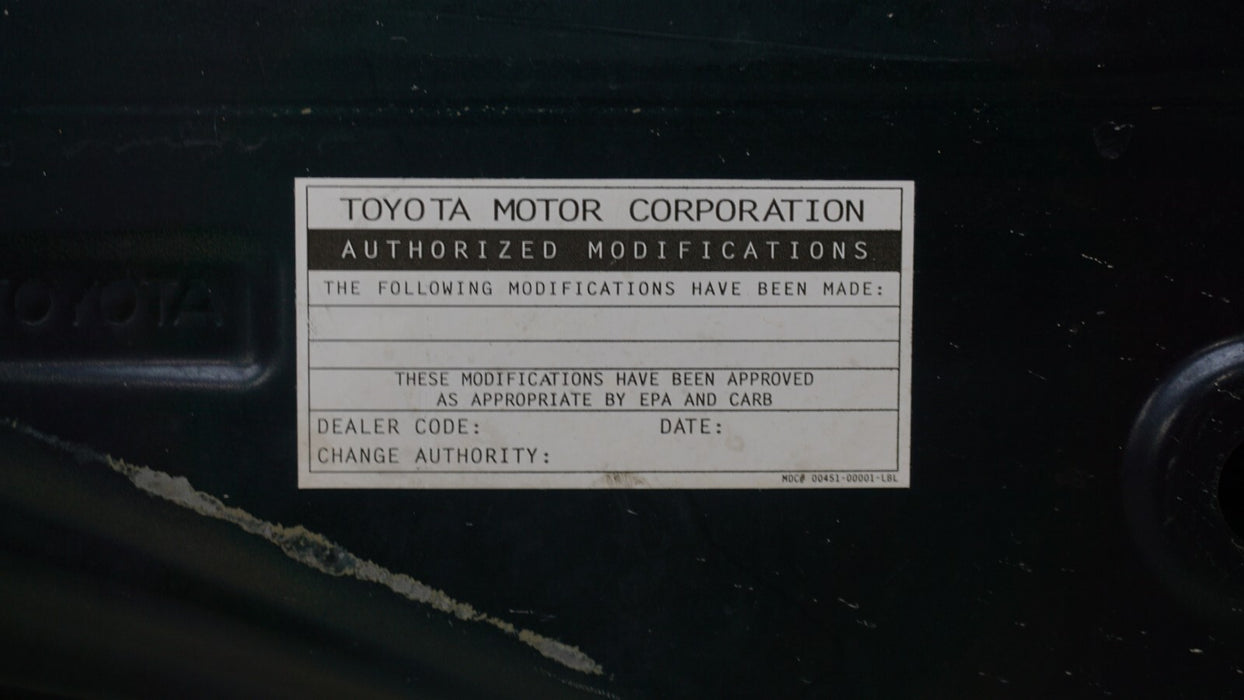 TOYOTA MOTOR CORPORATION
AUTHORIZED MODIFICATIONS
THE FOLLOWING MODIFICATIONS HAVE BEEN MADE:
TOYOTA
THESE MODIFICATIONS HAVE BEEN APPROVED
AS APPROPRIATE BY EPA AND CARB
DEALER CODE: DATE:
CHANGE AUTHORITY:
MDC# 00451-00001-LBL